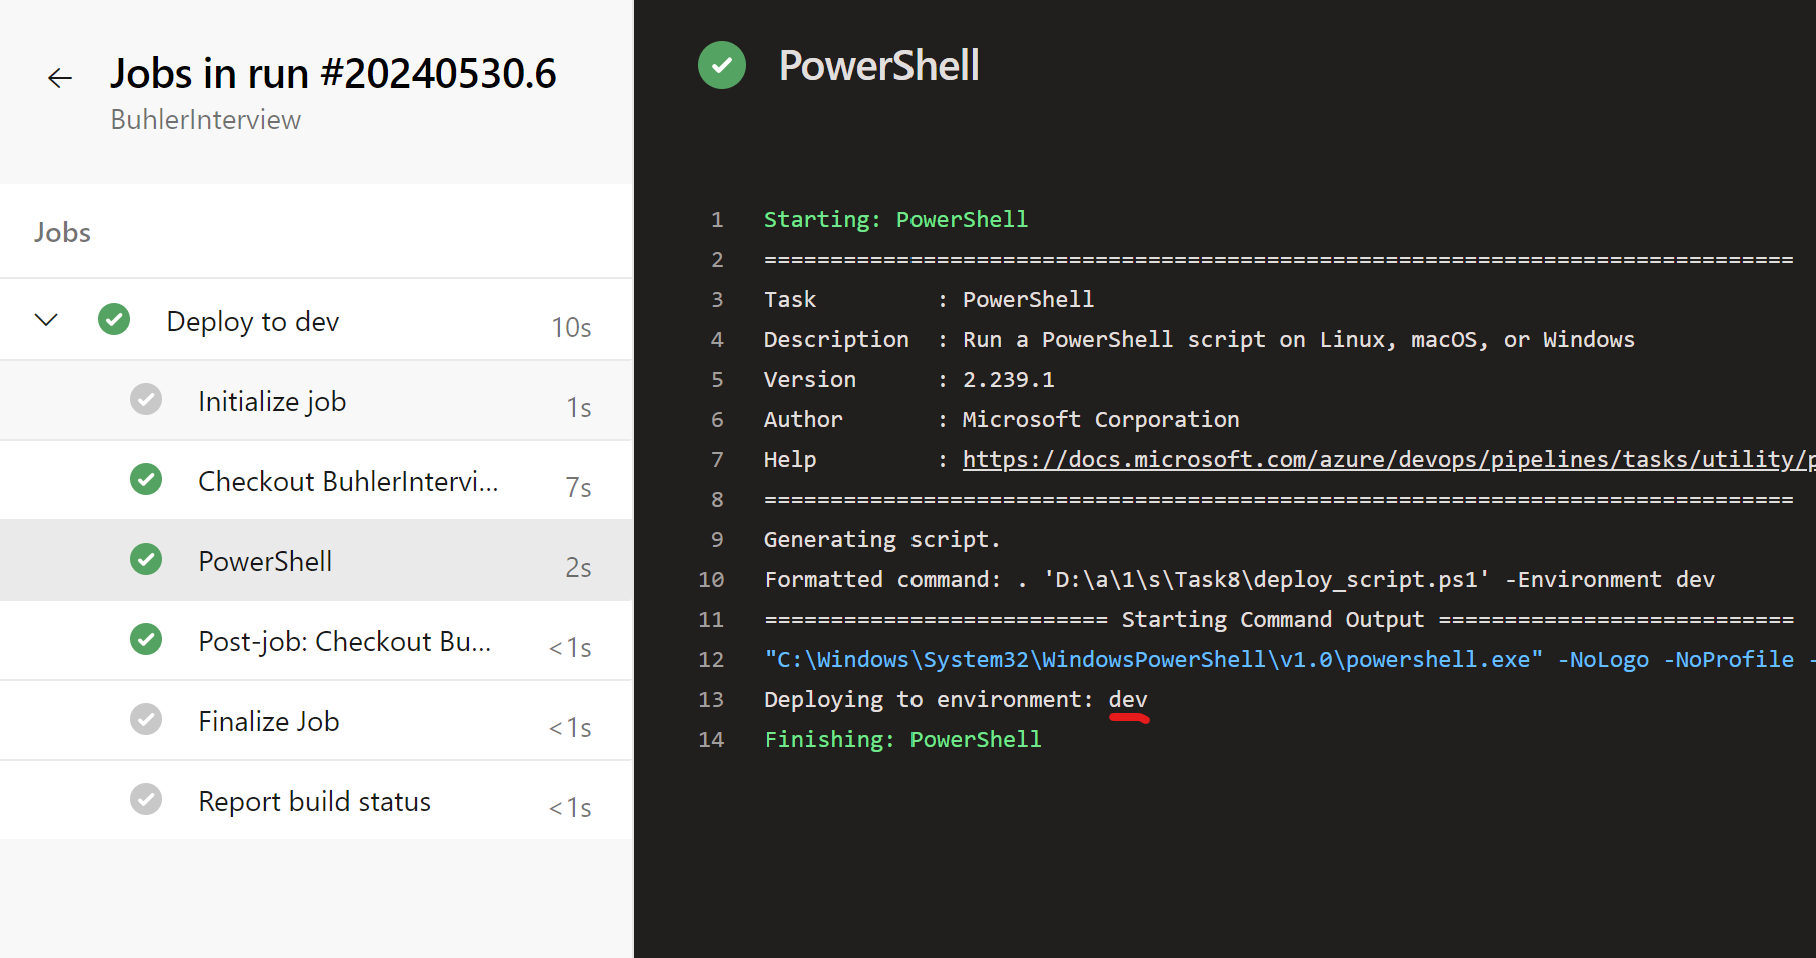 Jobs in run #20240530.6
BuhlerInterview
Jobs
Deploy to dev 10s
Initialize job 1s
Checkout BuhlerIntervi... 7s
PowerShell 2s
Post-job: Checkout Bu... <1s
Finalize Job <1s
Report build status <1s
PowerShell
1 Starting: PowerShell
2 ==============================================================================
3 Task : PowerShell
4 Description : Run a PowerShell script on Linux, macOS, or Windows
5 Version : 2.239.1
6 Author : Microsoft Corporation
7 Help : https://docs.microsoft.com/azure/devops/pipelines/tasks/utility/p
8 ==============================================================================
9 Generating script.
10 Formatted command: . 'D:\a\1\s\Task8\deploy_script.ps1' -Environment dev
11 ========================== Starting Command Output ===========================
12 "C:\Windows\System32\WindowsPowerShell\v1.0\powershell.exe" -NoLogo -NoProfile -
13 Deploying to environment: dev
14 Finishing: PowerShell